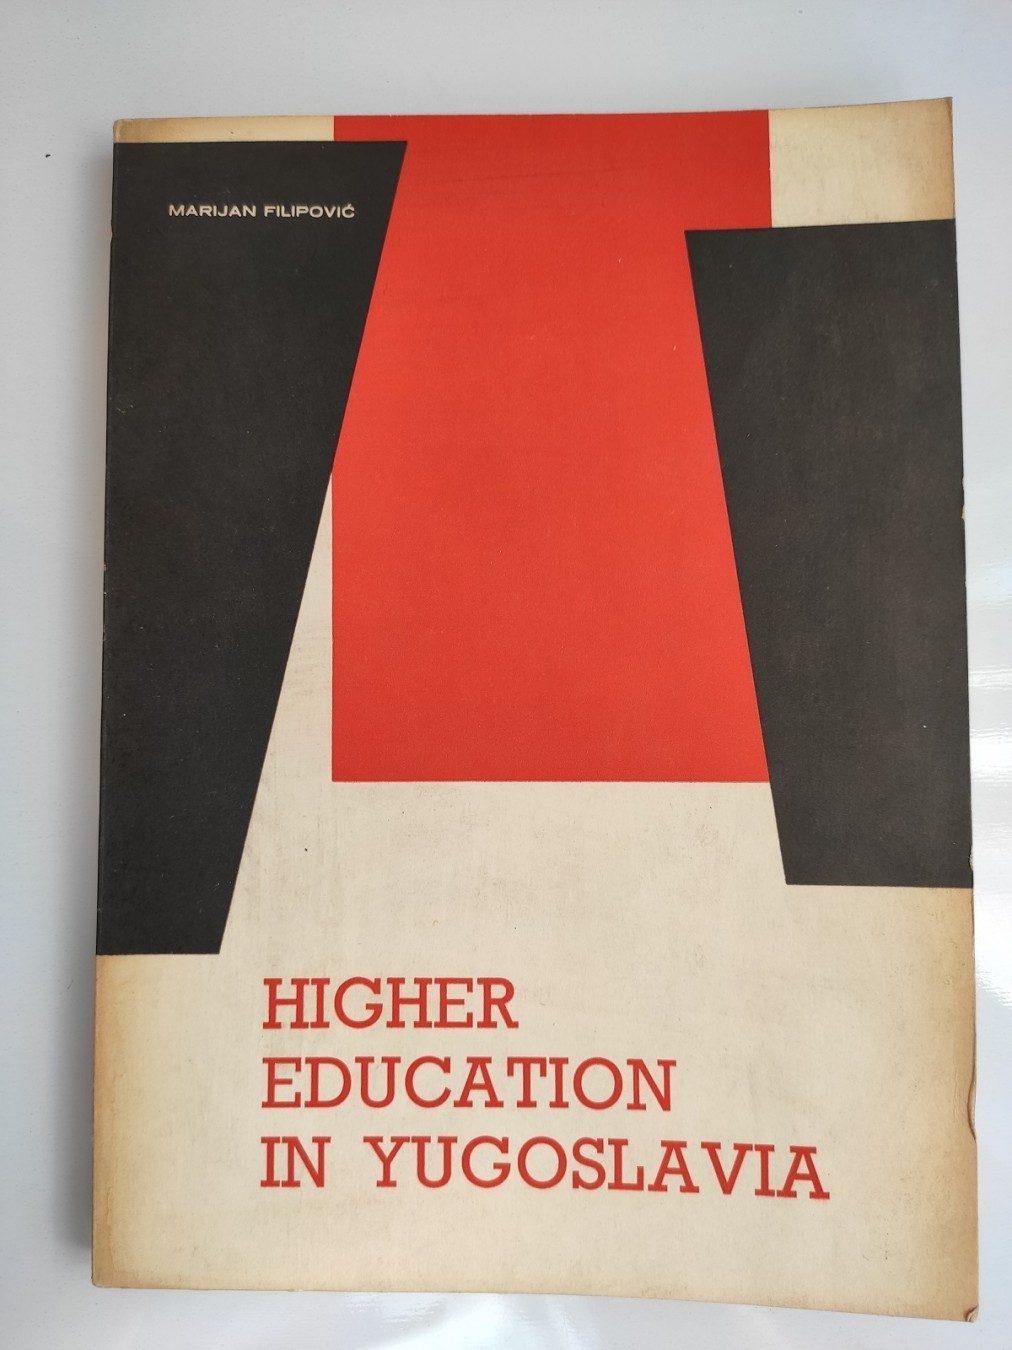 MARIJAN FILIPOVIĆ
HIGHER
EDUCATION
IN YUGOSLAVIA